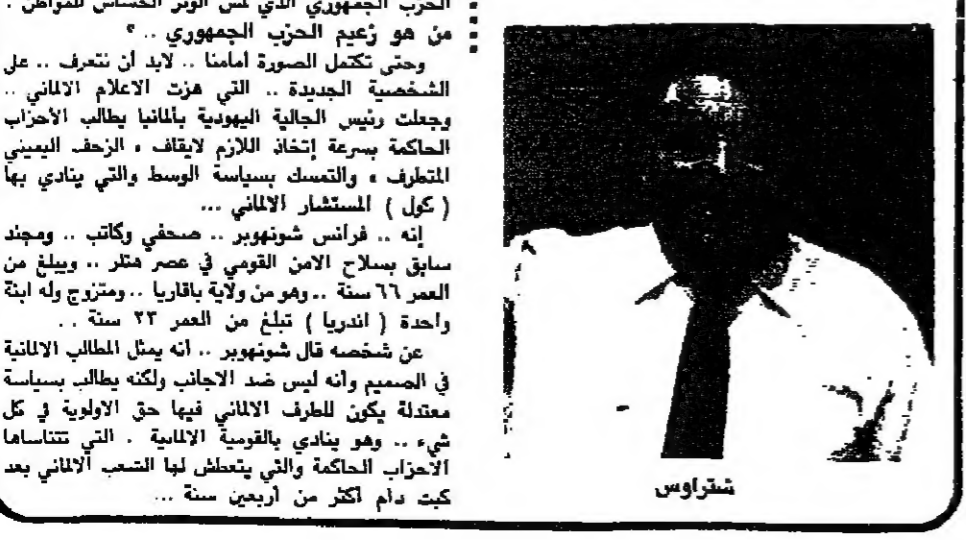 الحزب الجمهوري الذي لمس الوتر الحساس للمواطن .
من هو زعيم الحزب الجمهوري .. ؟
وحتى تكتمل الصورة أمامنا .. لابد أن نتعرف .. على
الشخصية الجديدة .. التي هزت الاعلام الالماني ..
وجعلت رئيس الجالية اليهودية بألمانيا يطالب الأحزاب
الحاكمة بسرعة إتخاذ اللازم لايقاف « الزحف اليميني
المتطرف » والتمسك بسياسة الوسط والتي ينادي بها
( كول ) المستشار الالماني ...
إنه .. فرانس شونهوبر .. صحفي وكاتب .. ومجند
سابق بسلاح الامن القومي في عصر هتلر .. ويبلغ من
العمر ٦٦ سنة .. وهو من ولاية باقاريا .. ومتزوج وله ابنة
واحدة ( اندريا ) تبلغ من العمر ٢٣ سنة ..
عن شخصه قال شونهوبر .. أنه يمثل المطالب الالمانية
في الصميم وانه ليس ضد الاجانب ولكنه يطالب بسياسة
معتدلة يكون للطرف الالماني فيها حق الاولوية في كل
شيء .. وهو ينادي بالقومية الالمانية . التي تتناساها
الاحزاب الحاكمة والتي يتعطش لها الشعب الالماني بعد
كبت دام أكثر من أربعين سنة ...
شتراوس